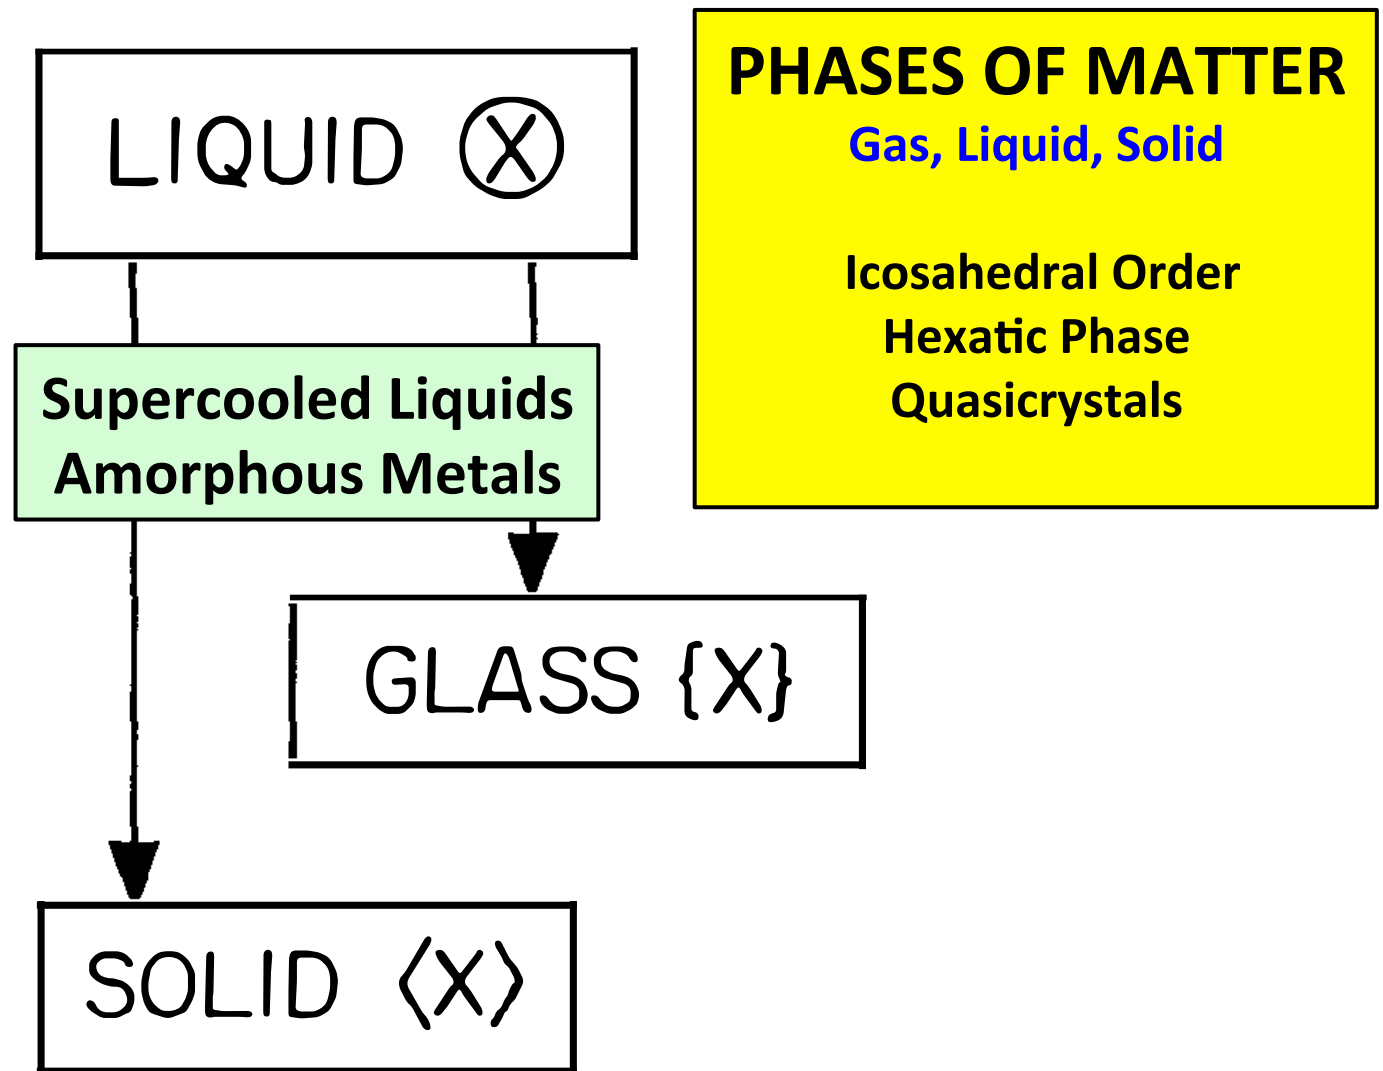 LIQUID Ⓧ
PHASES OF MATTER
Gas, Liquid, Solid
Icosahedral Order
Hexatic Phase
Quasicrystals
Supercooled Liquids
Amorphous Metals
GLASS {X}
SOLID ⟨X⟩